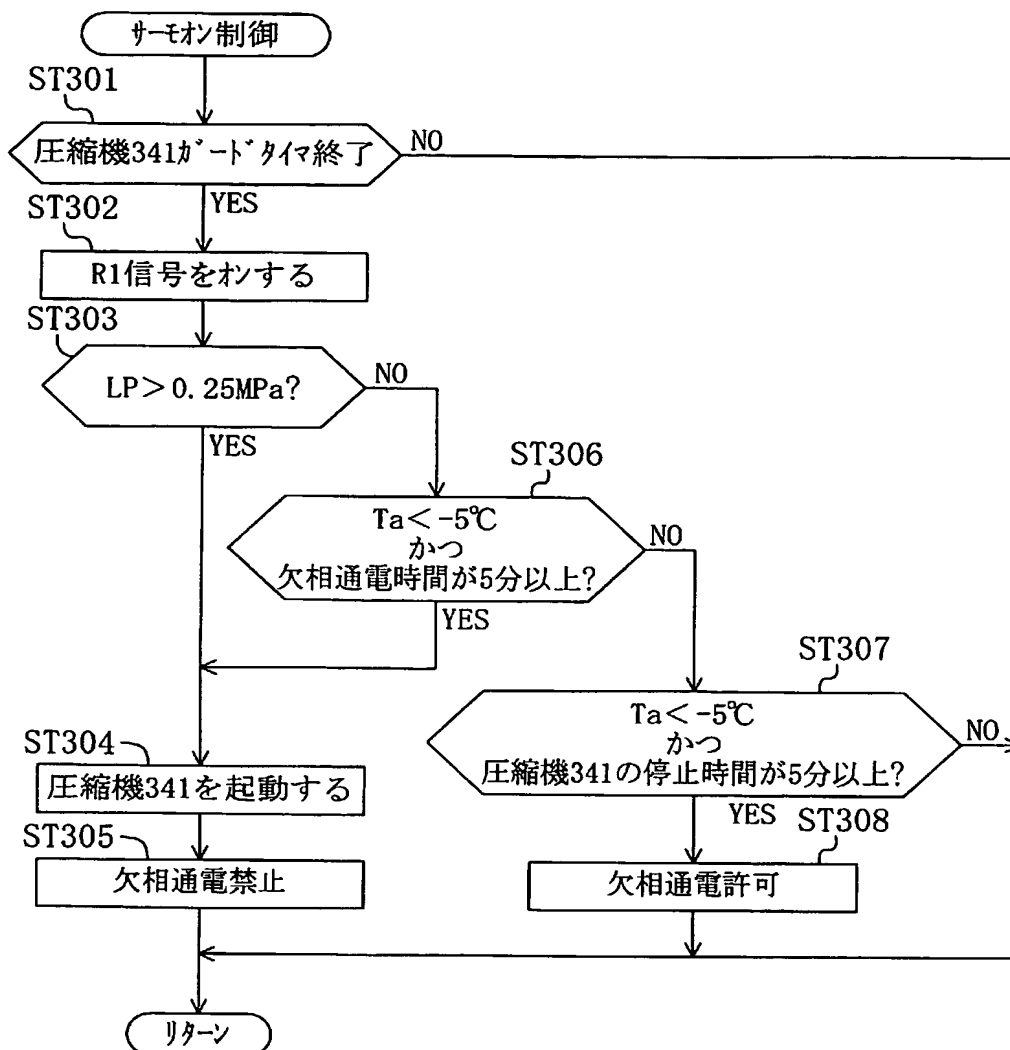 サーモオン制御
ST301
圧縮機341ガードタイマ終了
NO
YES
ST302
R1信号をオンする
ST303
LP＞0.25MPa?
NO
YES
ST306
Ta＜-5℃
かつ
欠相通電時間が5分以上?
NO
YES
ST307
Ta＜-5℃
かつ
圧縮機341の停止時間が5分以上?
NO
YES
ST304
圧縮機341を起動する
ST305
欠相通電禁止
ST308
欠相通電許可
リターン